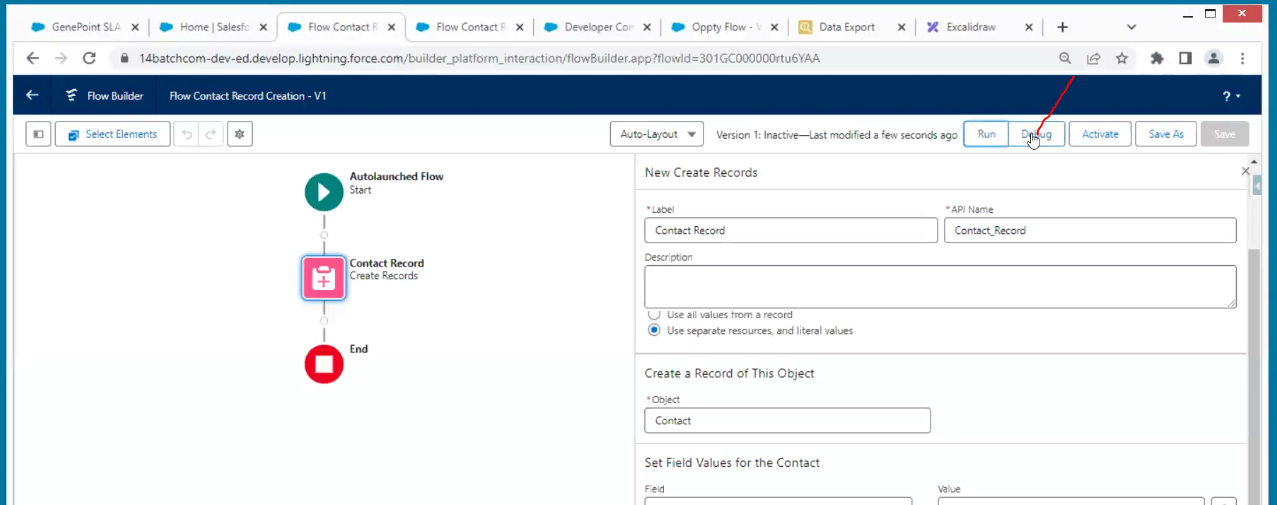 GenePoint SLA
Home | Salesfo
Flow Contact R
Flow Contact R
Developer Con
Oppty Flow - V
Data Export
Excalidraw
14batchcom-dev-ed.develop.lightning.force.com/builder_platform_interaction/flowBuilder.app?flowId=301GC000000rtu6YAA
Flow Builder
Flow Contact Record Creation - V1
?
Select Elements
Auto-Layout
Version 1: Inactive—Last modified a few seconds ago
Run
Debug
Activate
Save As
Save
Autolaunched Flow
Start
Contact Record
Create Records
End
New Create Records
*Label
*API Name
Contact Record
Contact_Record
Description
Use all values from a record
Use separate resources, and literal values
Create a Record of This Object
*Object
Contact
Set Field Values for the Contact
Field
Value